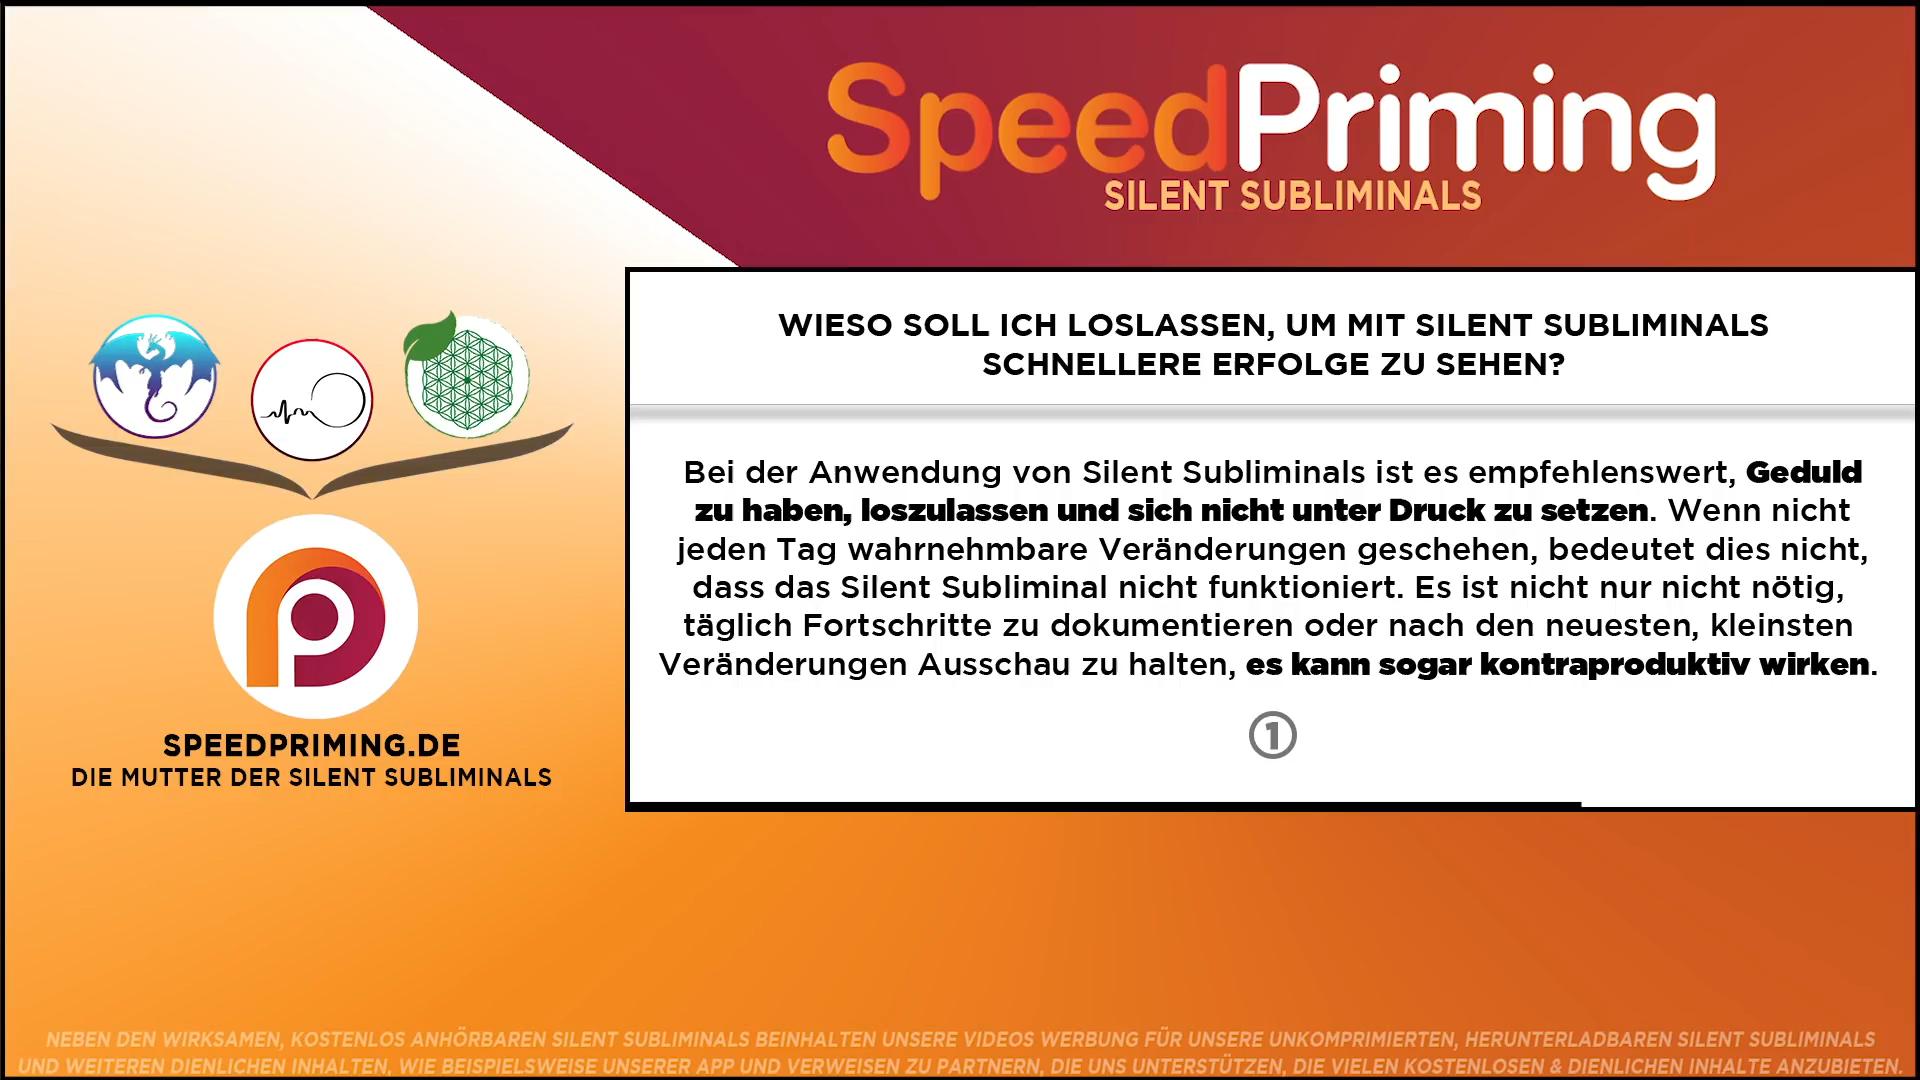 SpeedPriming
SILENT SUBLIMINALS
WIESO SOLL ICH LOSLASSEN, UM MIT SILENT SUBLIMINALS
SCHNELLERE ERFOLGE ZU SEHEN?
Bei der Anwendung von Silent Subliminals ist es empfehlenswert, Geduld
zu haben, loszulassen und sich nicht unter Druck zu setzen. Wenn nicht
jeden Tag wahrnehmbare Veränderungen geschehen, bedeutet dies nicht,
dass das Silent Subliminal nicht funktioniert. Es ist nicht nur nicht nötig,
täglich Fortschritte zu dokumentieren oder nach den neuesten, kleinsten
Veränderungen Ausschau zu halten, es kann sogar kontraproduktiv wirken.
1
SPEEDPRIMING.DE
DIE MUTTER DER SILENT SUBLIMINALS
NEBEN DEN WIRKSAMEN, KOSTENLOS ANHÖRBAREN SILENT SUBLIMINALS BEINHALTEN UNSERE VIDEOS WERBUNG FÜR UNSERE UNKOMPRIMIERTEN, HERUNTERLADBAREN SILENT SUBLIMINALS
UND WEITEREN DIENLICHEN INHALTEN, WIE BEISPIELSWEISE UNSERER APP UND VERWEISEN ZU PARTNERN, DIE UNS UNTERSTÜTZEN, DIE VIELEN KOSTENLOSEN & DIENLICHEN INHALTE ANZUBIETEN.